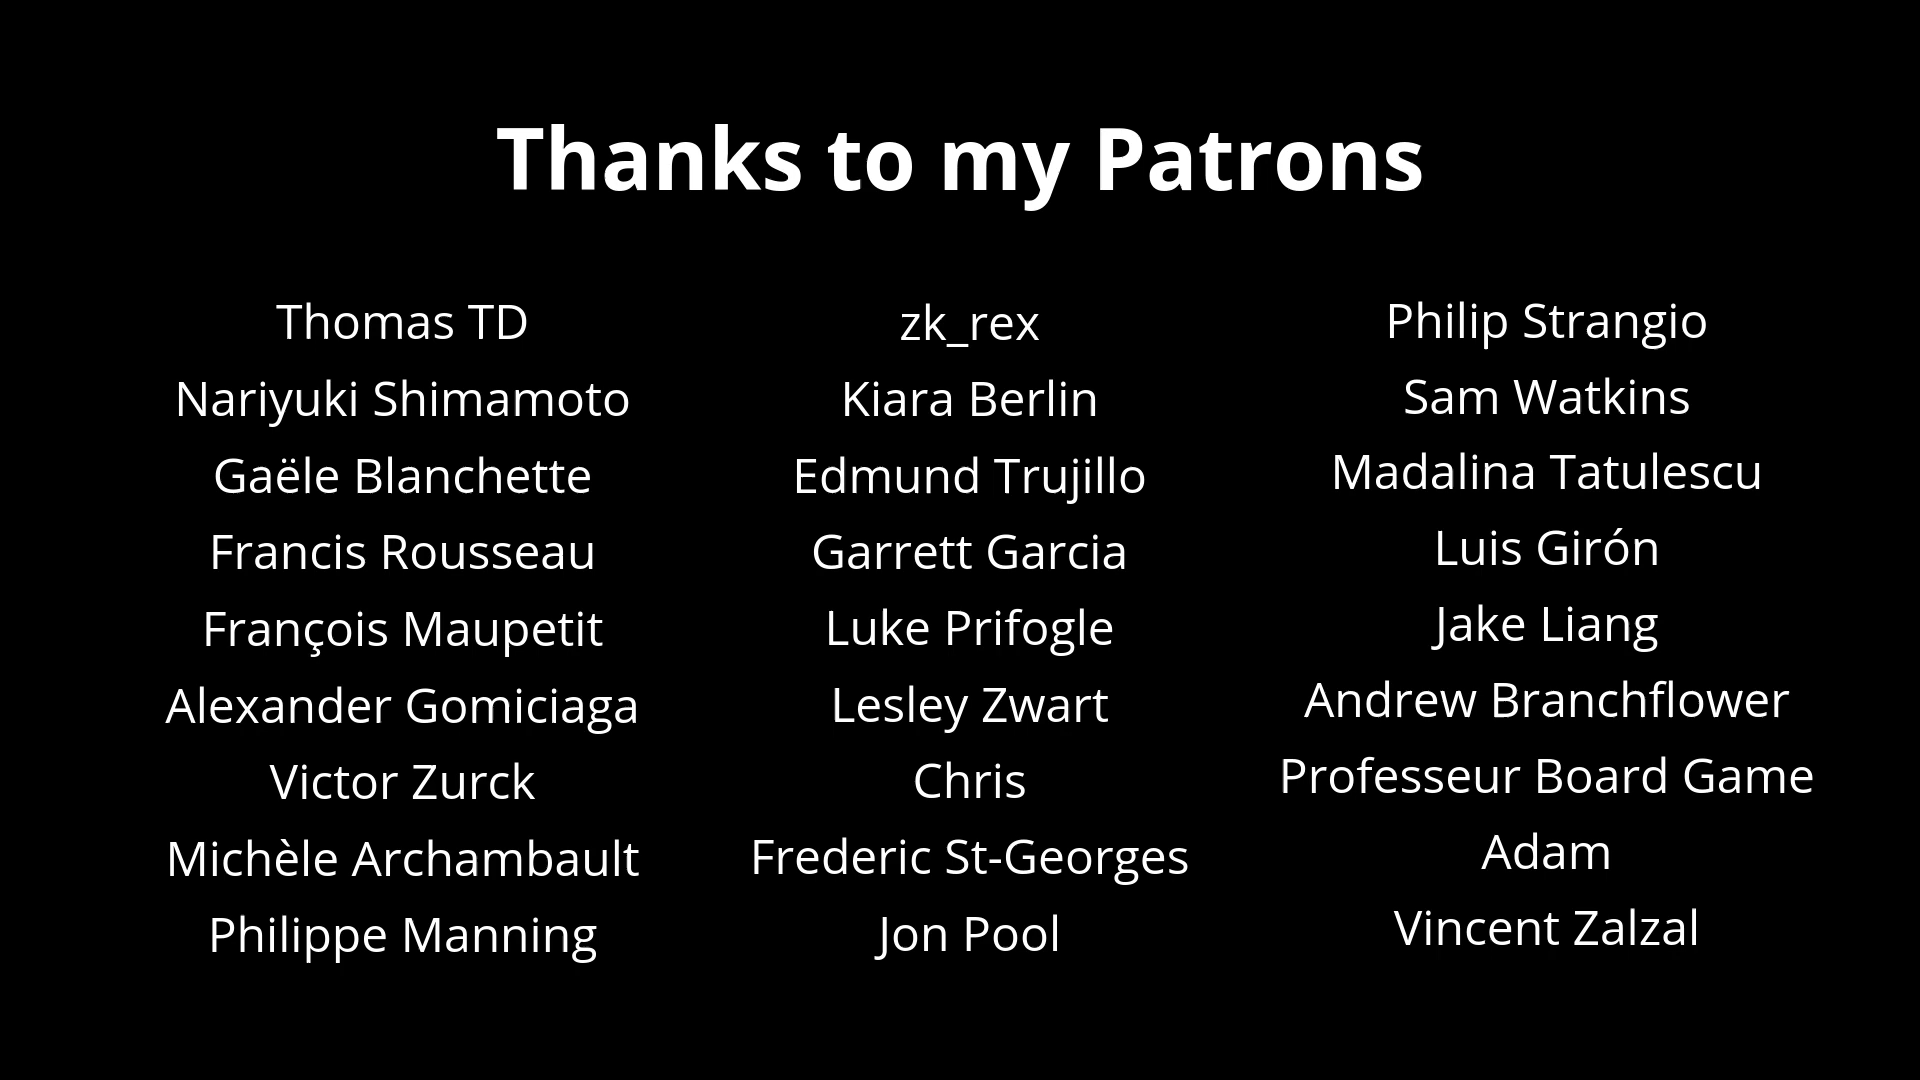 Thanks to my Patrons
Thomas TD
Nariyuki Shimamoto
Gaële Blanchette
Francis Rousseau
François Maupetit
Alexander Gomiciaga
Victor Zurck
Michèle Archambault
Philippe Manning
zk_rex
Kiara Berlin
Edmund Trujillo
Garrett Garcia
Luke Prifogle
Lesley Zwart
Chris
Frederic St-Georges
Jon Pool
Philip Strangio
Sam Watkins
Madalina Tatulescu
Luis Girón
Jake Liang
Andrew Branchflower
Professeur Board Game
Adam
Vincent Zalzal